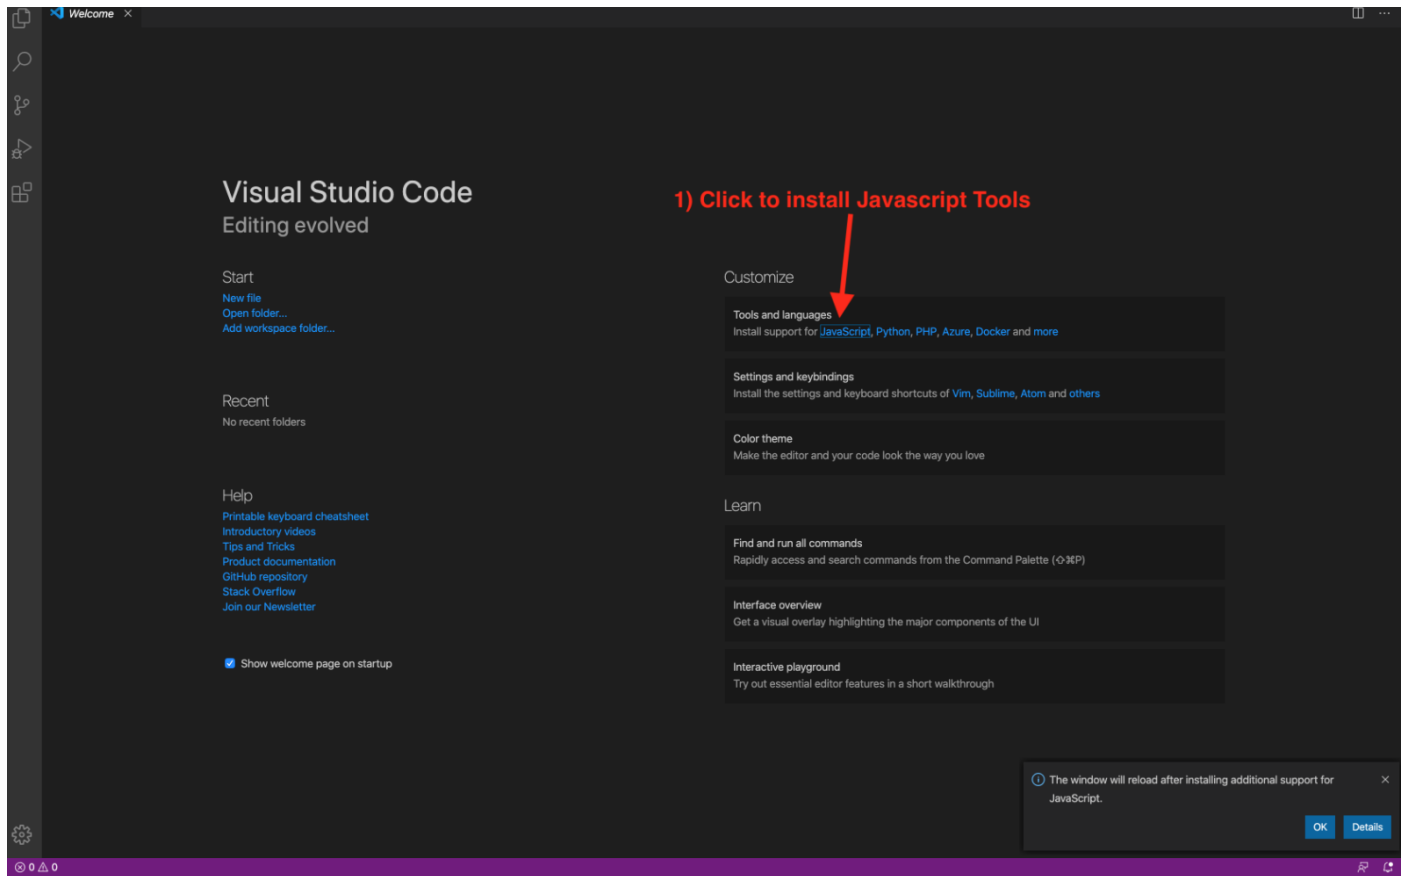 Welcome
Visual Studio Code
Editing evolved
1) Click to install Javascript Tools
Start
New file
Open folder...
Add workspace folder...
Recent
No recent folders
Help
Printable keyboard cheatsheet
Introductory videos
Tips and Tricks
Product documentation
GitHub repository
Stack Overflow
Join our Newsletter
Show welcome page on startup
Customize
Tools and languages
Install support for JavaScript, Python, PHP, Azure, Docker and more
Settings and keybindings
Install the settings and keyboard shortcuts of Vim, Sublime, Atom and others
Color theme
Make the editor and your code look the way you love
Learn
Find and run all commands
Rapidly access and search commands from the Command Palette (⇧⌘P)
Interface overview
Get a visual overlay highlighting the major components of the UI
Interactive playground
Try out essential editor features in a short walkthrough
The window will reload after installing additional support for
JavaScript.
OK Details
0 0